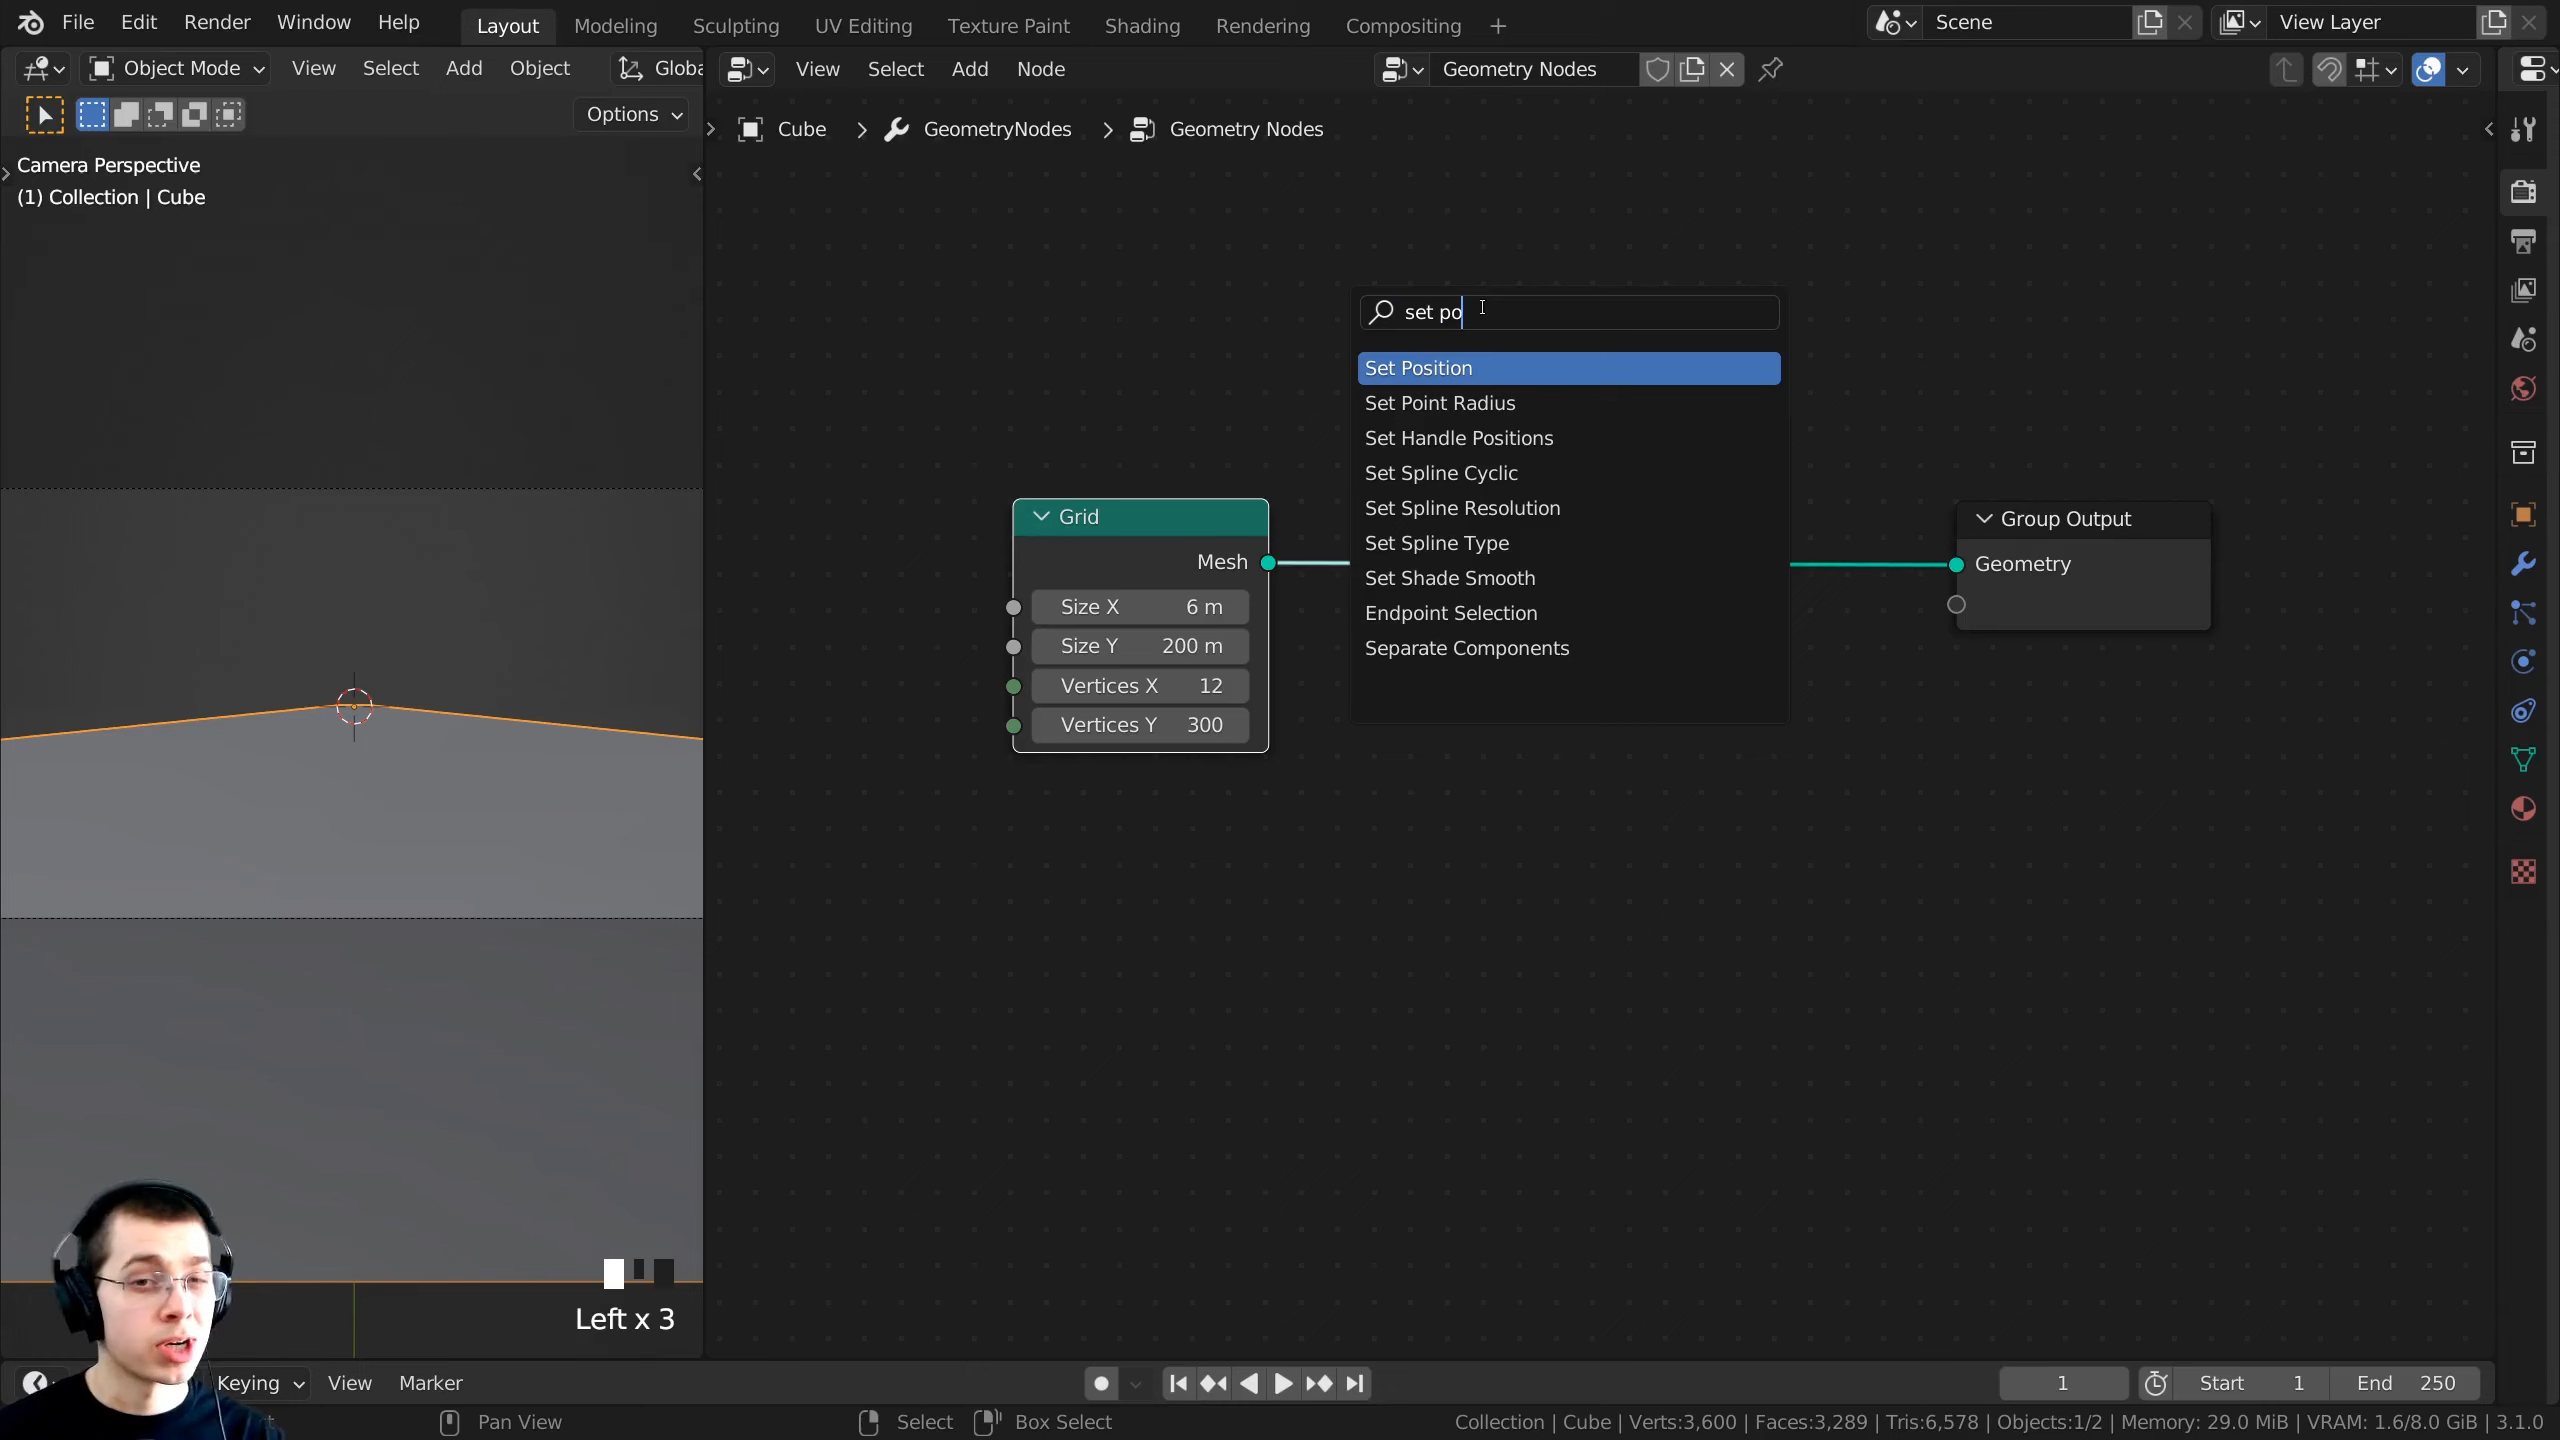 File Edit Render Window Help Layout Modeling Sculpting UV Editing Texture Paint Shading Rendering Compositing + Scene View Layer
Object Mode View Select Add Object Globa View Select Add Node Geometry Nodes
Options
Cube > GeometryNodes > Geometry Nodes
Camera Perspective
(1) Collection | Cube
set po
Set Position
Set Point Radius
Set Handle Positions
Set Spline Cyclic
Set Spline Resolution
Set Spline Type
Set Shade Smooth
Endpoint Selection
Separate Components
Grid
Mesh
Size X 6 m
Size Y 200 m
Vertices X 12
Vertices Y 300
Group Output
Geometry
Left x 3
Keying View Marker 1 Start 1 End 250
Pan View Select Box Select Collection | Cube | Verts:3,600 | Faces:3,289 | Tris:6,578 | Objects:1/2 | Memory: 29.0 MiB | VRAM: 1.6/8.0 GiB | 3.1.0